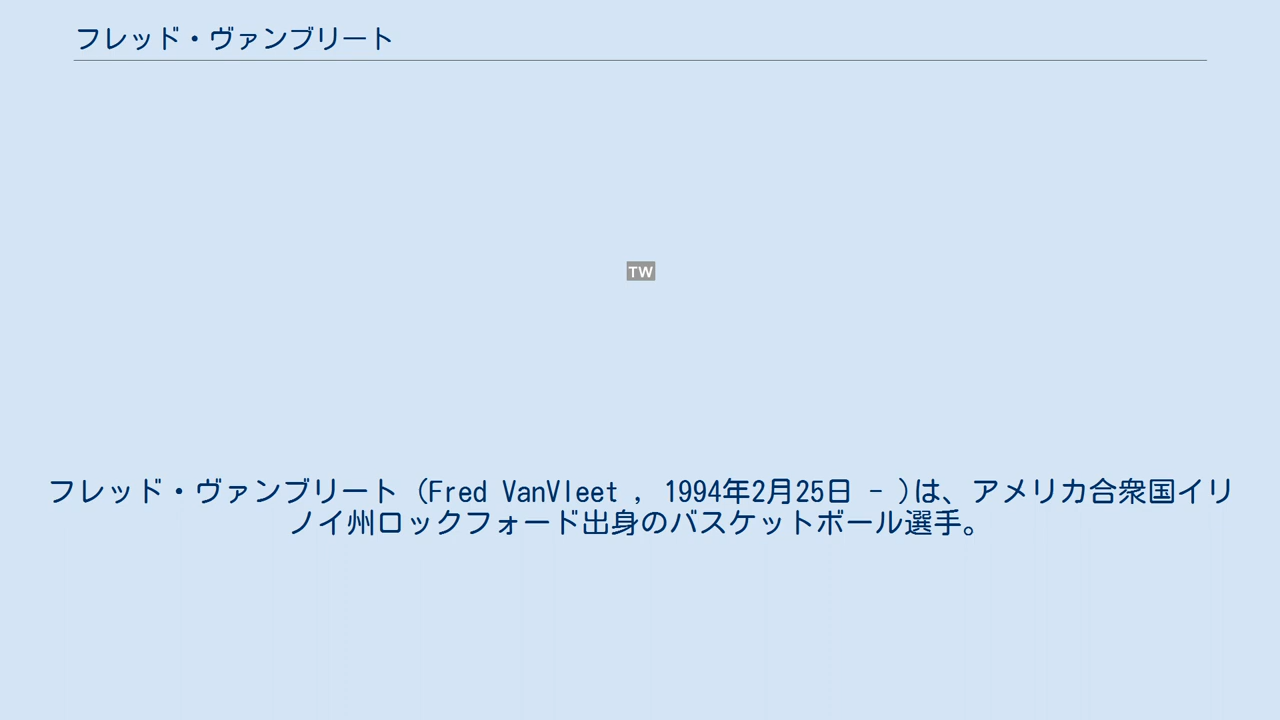 フレッド・ヴァンブリート
TW
フレッド・ヴァンブリート (Fred VanVleet , 1994年2月25日 - )は、アメリカ合衆国イリ
ノイ州ロックフォード出身のバスケットボール選手。